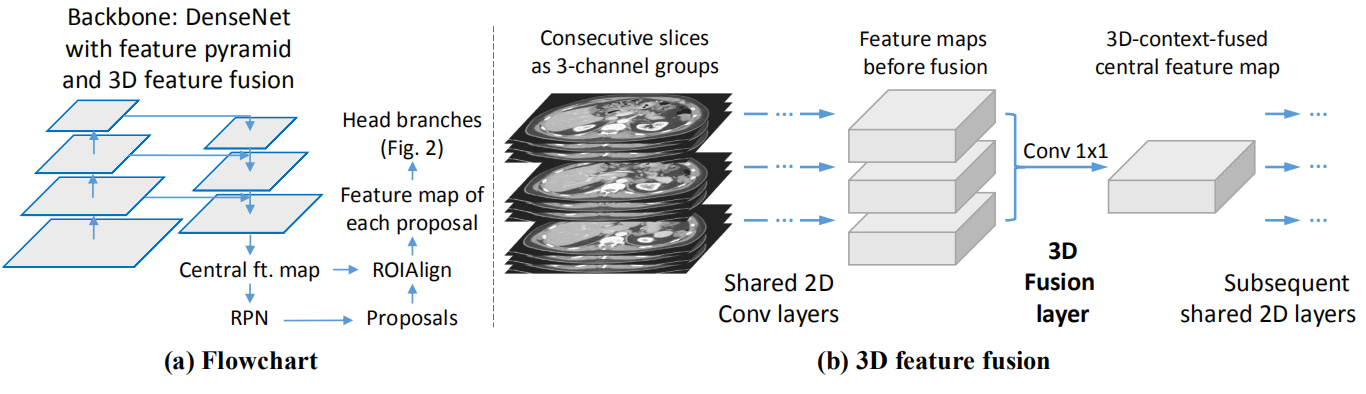 Backbone: DenseNet
with feature pyramid
and 3D feature fusion
Head branches
(Fig. 2)
Feature map of
each proposal
Central ft. map
ROIAlign
RPN
Proposals
(a) Flowchart
Consecutive slices
as 3-channel groups
Feature maps
before fusion
3D-context-fused
central feature map
...
...
...
Conv 1x1
...
...
...
Shared 2D
Conv layers
3D
Fusion
layer
Subsequent
shared 2D layers
(b) 3D feature fusion